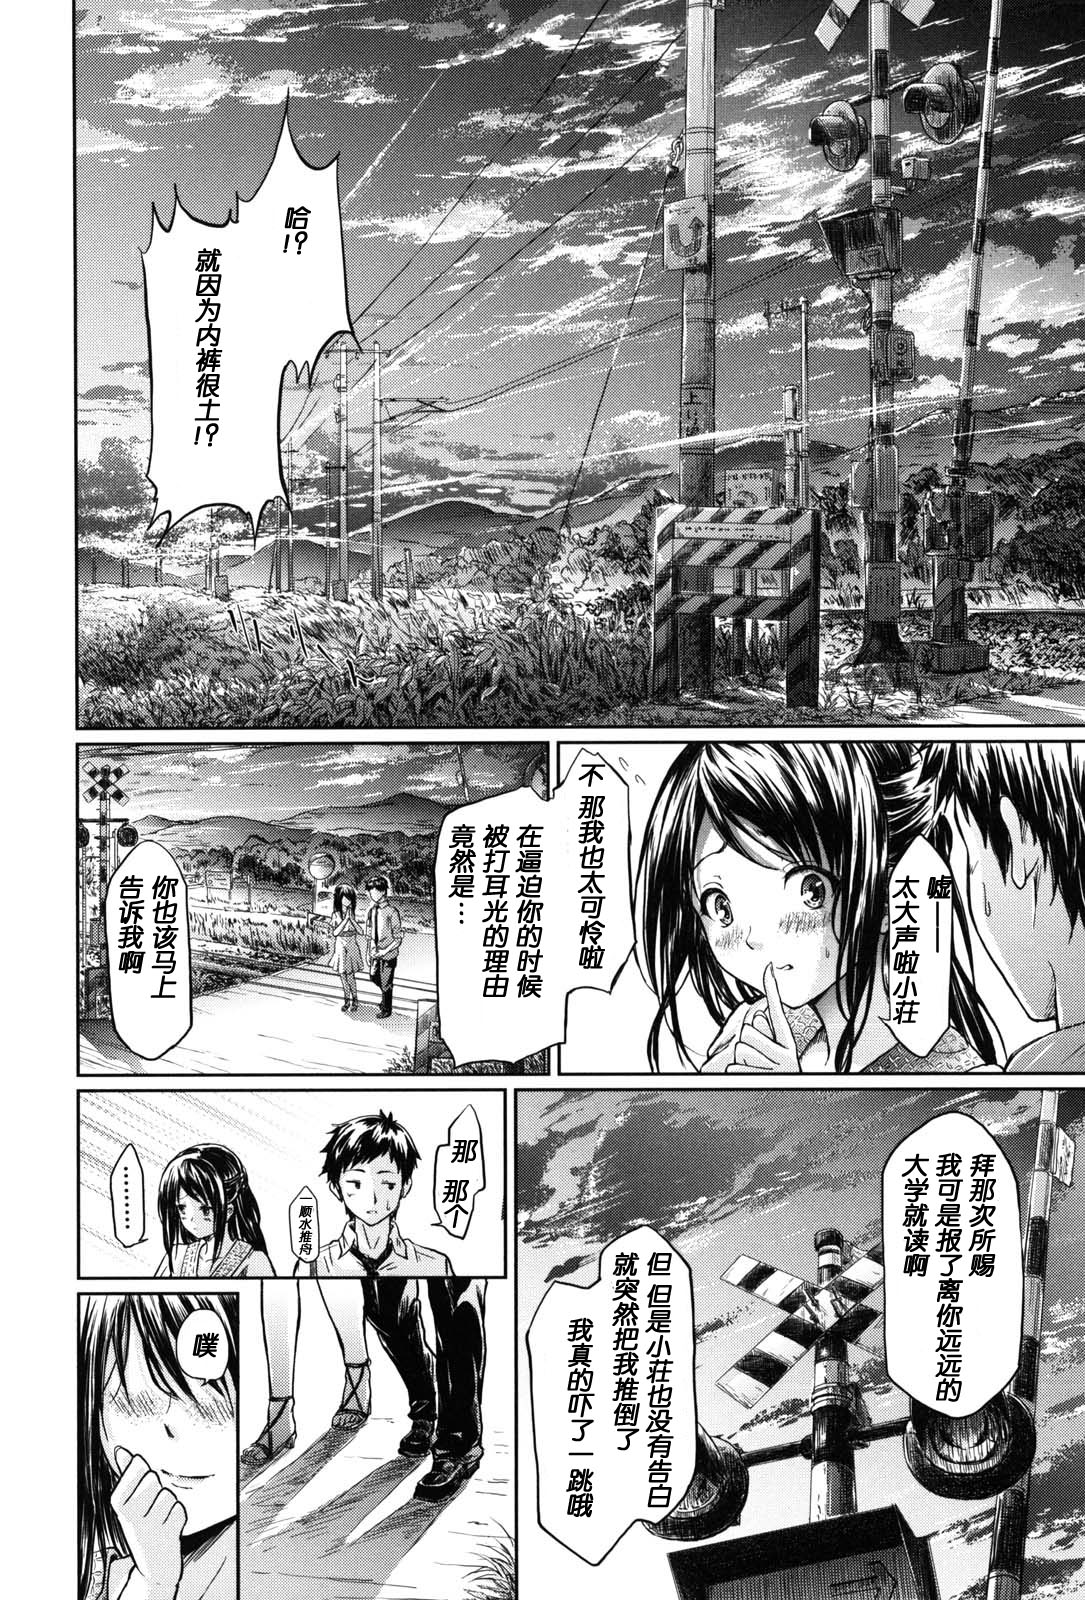 哈!?
就因为内裤很土!?
嘘——
太大声啦小荘
不 那我也太可怜啦
在逼迫你的时候
被打耳光的理由
竟然是…
你也该马上
告诉我啊
拜那次所赐
我可是报了离你远远的
大学就读啊
但 但是小荘也没有告白
就突然把我推倒了
我真的吓了一跳哦
那 那个
一顺水推舟
………
噗